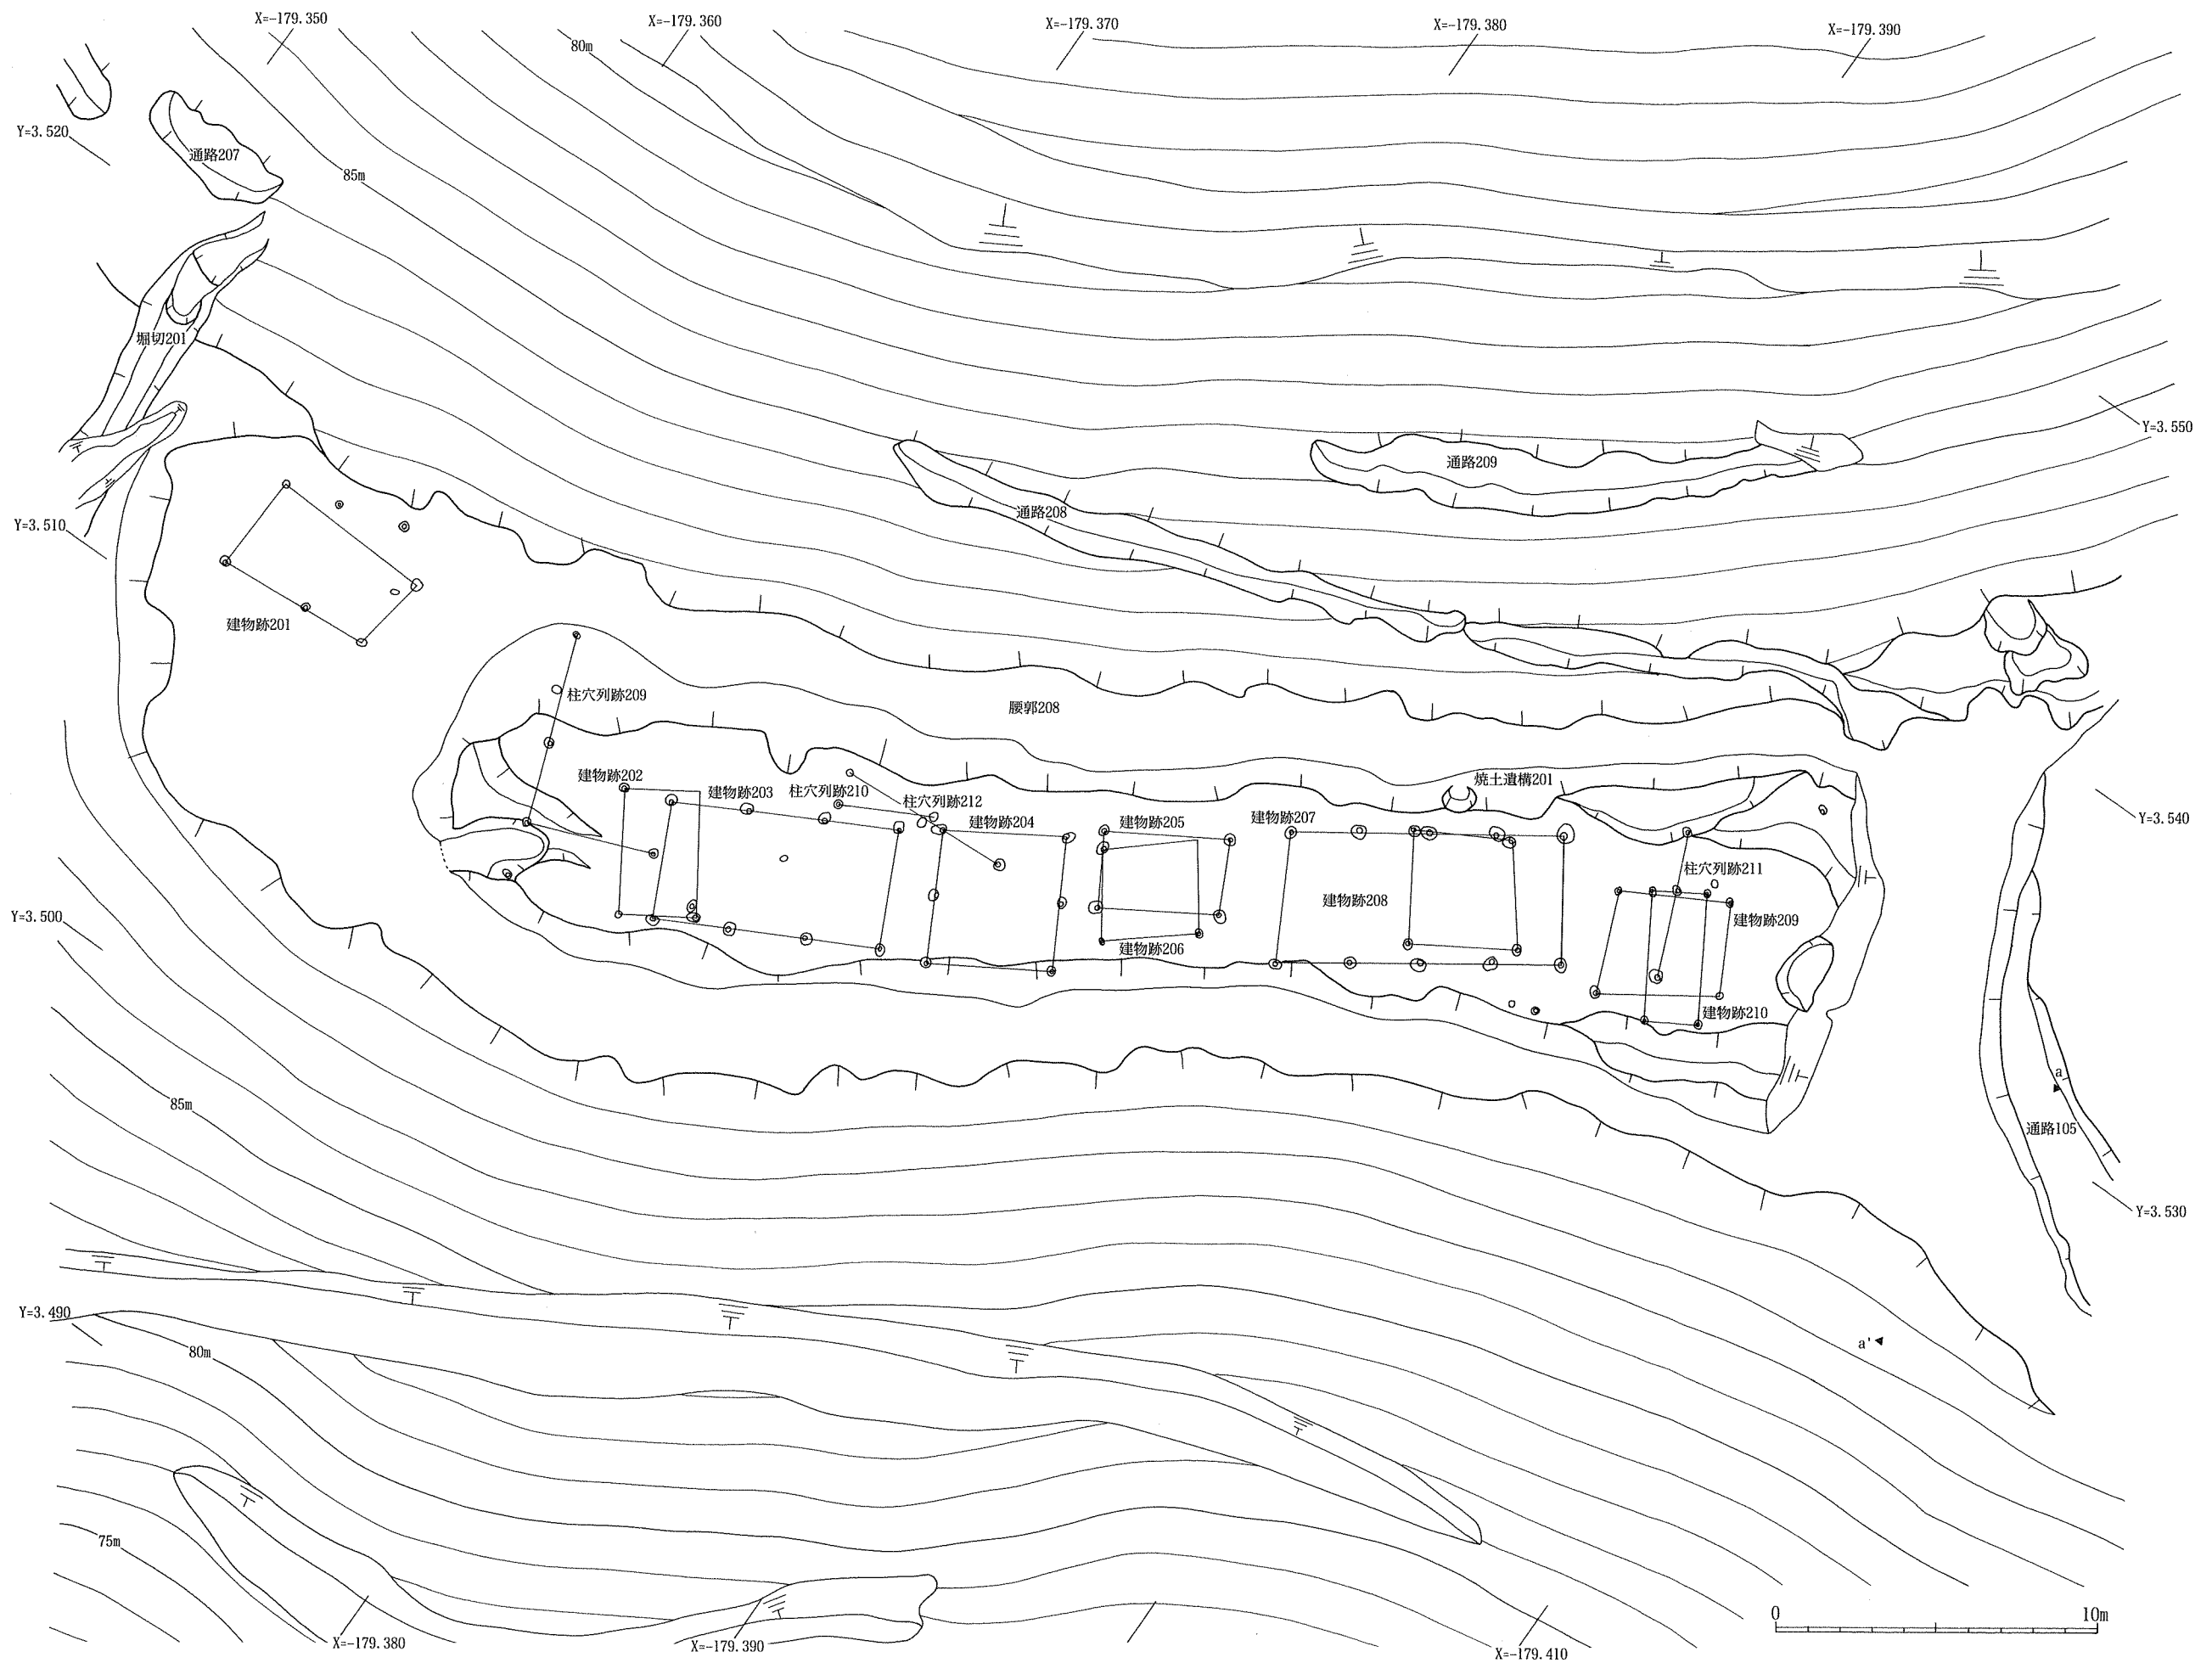 X=-179.350
X=-179.360
X=-179.370
X=-179.380
X=-179.390
80m
Y=3.520
通路207
85m
堀切201
Y=3.550
通路209
通路208
Y=3.510
建物跡201
柱穴列跡209
腰郭208
建物跡202
建物跡203
柱穴列跡210
柱穴列跡212
建物跡204
建物跡205
建物跡207
焼土遺構201
Y=3.540
柱穴列跡211
建物跡208
建物跡209
Y=3.500
建物跡206
建物跡210
a
85m
通路105
Y=3.530
Y=3.490
a'
80m
75m
0
10m
X=-179.380
X=-179.390
X=-179.410